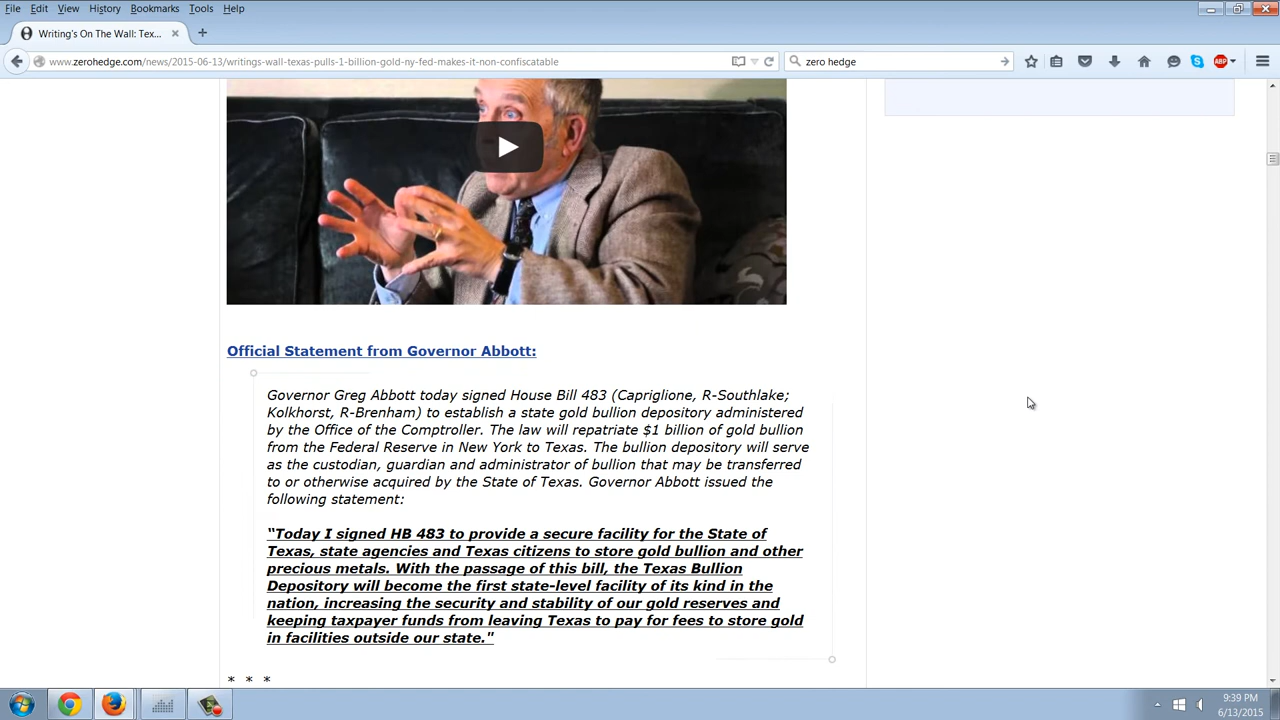 File Edit View History Bookmarks Tools Help
Writing's On The Wall: Tex...
www.zerohedge.com/news/2015-06-13/writings-wall-texas-pulls-1-billion-gold-ny-fed-makes-it-non-confiscatable
zero hedge
ABP
Official Statement from Governor Abbott:
Governor Greg Abbott today signed House Bill 483 (Capriglione, R-Southlake;
Kolkhorst, R-Brenham) to establish a state gold bullion depository administered
by the Office of the Comptroller. The law will repatriate $1 billion of gold bullion
from the Federal Reserve in New York to Texas. The bullion depository will serve
as the custodian, guardian and administrator of bullion that may be transferred
to or otherwise acquired by the State of Texas. Governor Abbott issued the
following statement:
“Today I signed HB 483 to provide a secure facility for the State of
Texas, state agencies and Texas citizens to store gold bullion and other
precious metals. With the passage of this bill, the Texas Bullion
Depository will become the first state-level facility of its kind in the
nation, increasing the security and stability of our gold reserves and
keeping taxpayer funds from leaving Texas to pay for fees to store gold
in facilities outside our state."
* * *
9:39 PM
6/13/2015